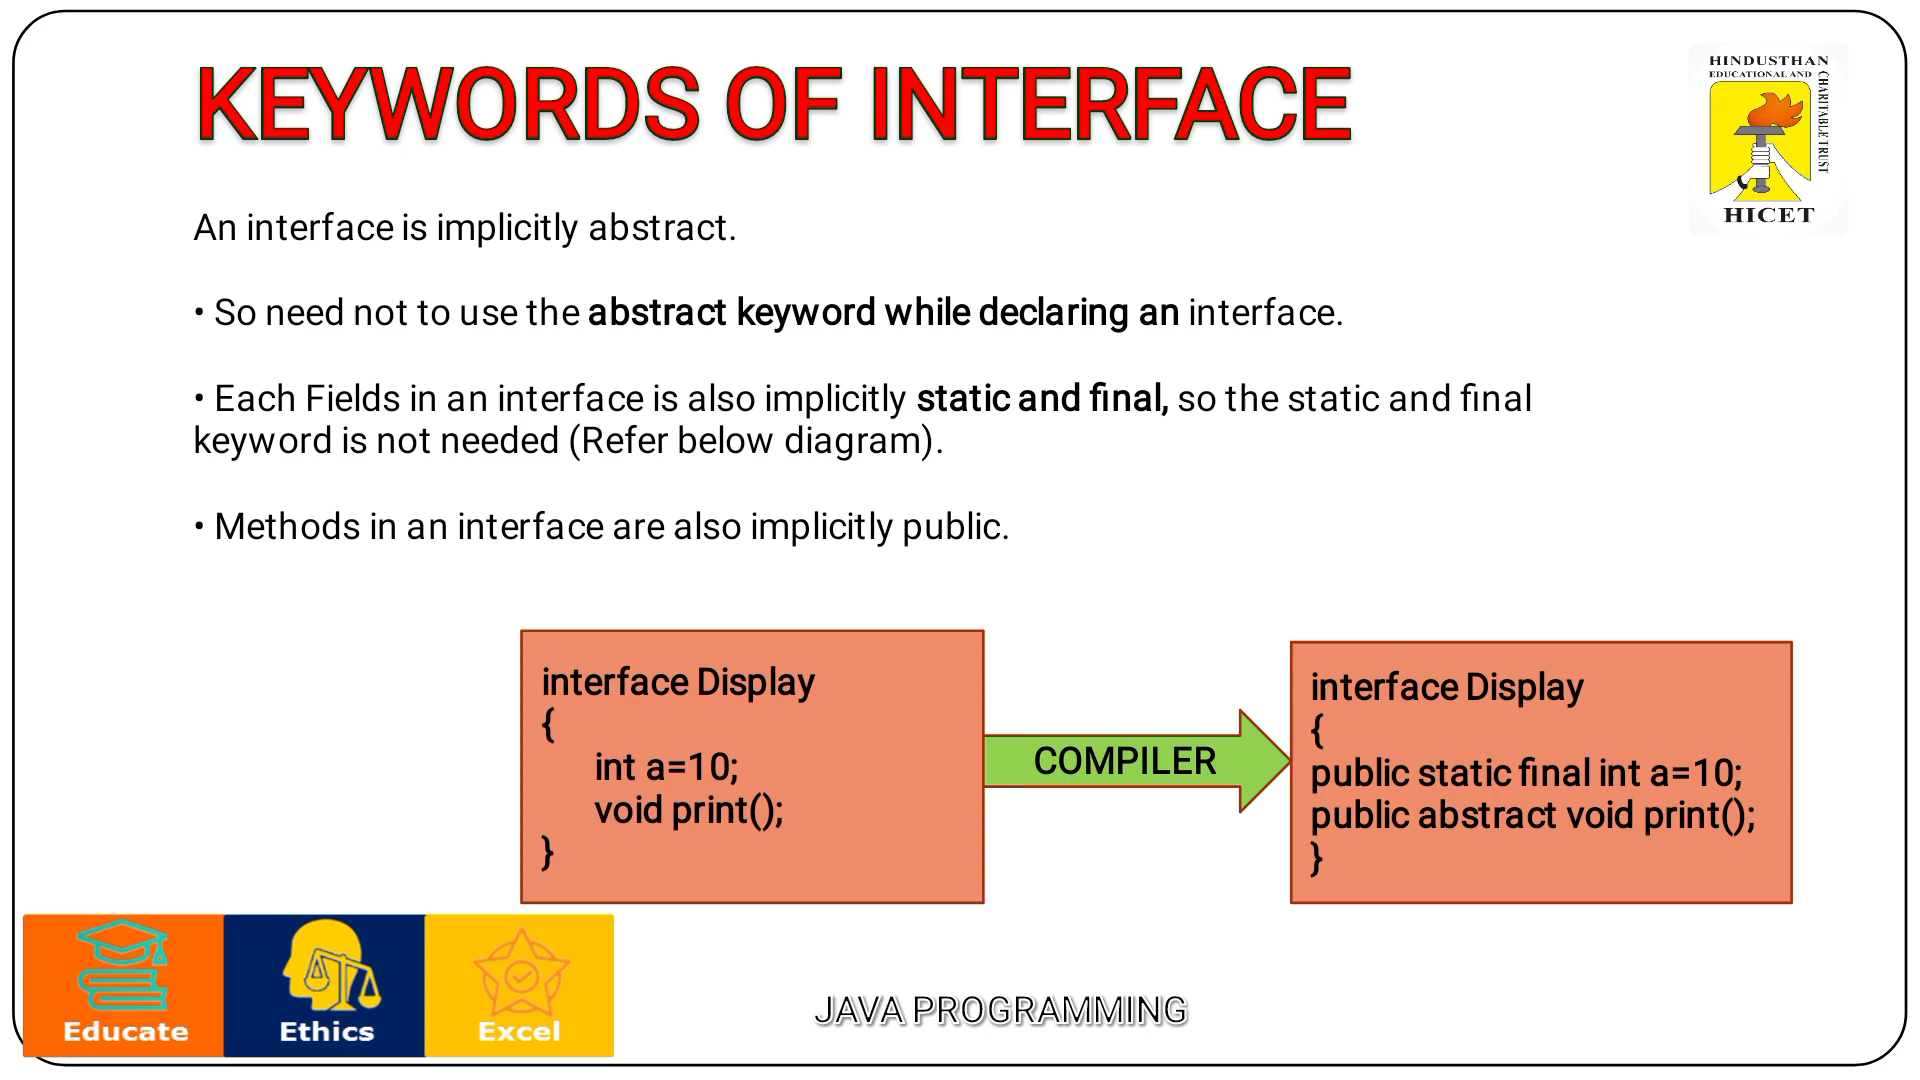 KEYWORDS OF INTERFACE
HINDUSTHAN
EDUCATIONAL AND
CHARITABLE TRUST
HICET
An interface is implicitly abstract.
• So need not to use the abstract keyword while declaring an interface.
• Each Fields in an interface is also implicitly static and final, so the static and final
keyword is not needed (Refer below diagram).
• Methods in an interface are also implicitly public.
interface Display
{
int a=10;
void print();
}
COMPILER
interface Display
{
public static final int a=10;
public abstract void print();
}
Educate
Ethics
Excel
JAVA PROGRAMMING